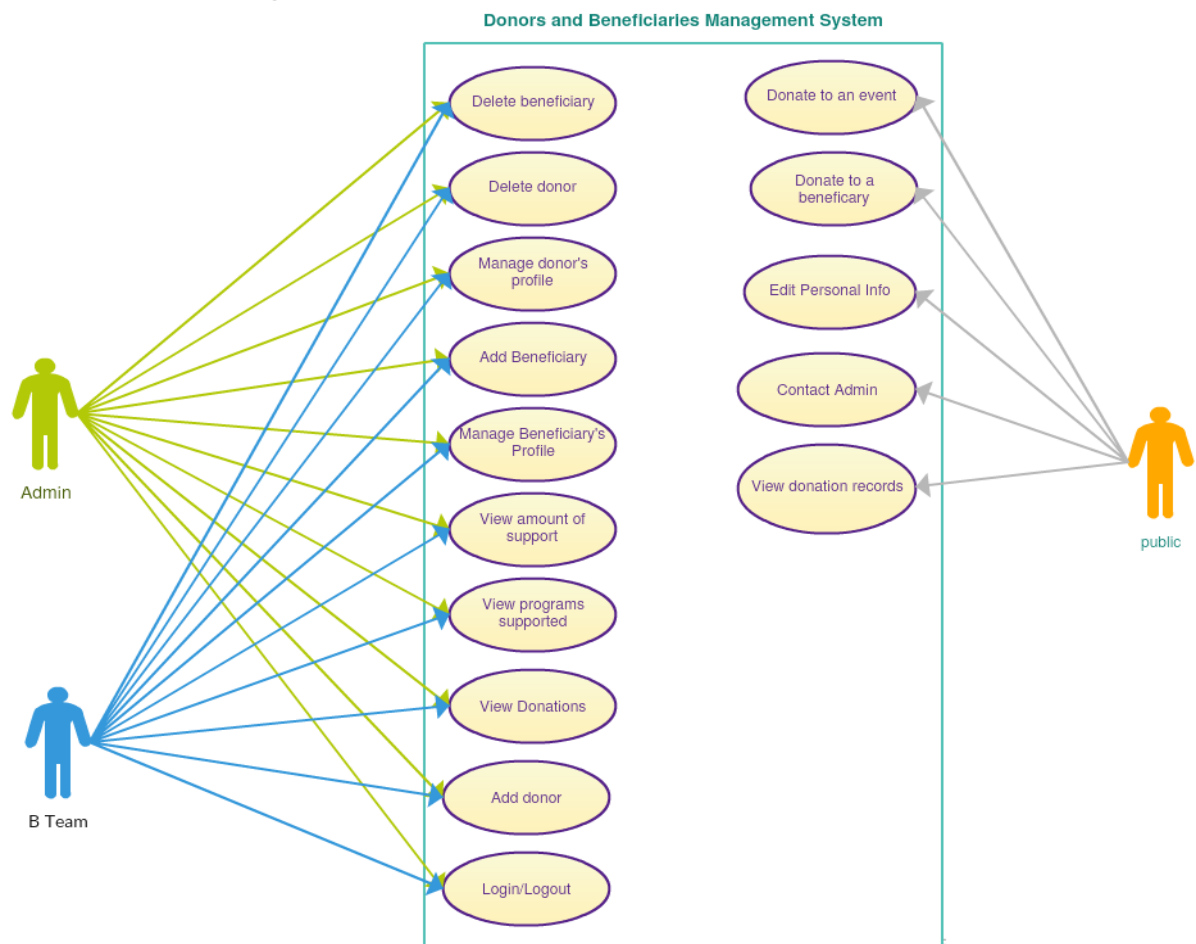 Donors and Beneficiaries Management System
Delete beneficiary
Delete donor
Manage donor's
profile
Add Beneficiary
Manage Beneficiary's
Profile
View amount of
support
View programs
supported
View Donations
Add donor
Login/Logout
Donate to an event
Donate to a
beneficary
Edit Personal Info
Contact Admin
View donation records
Admin
B Team
public